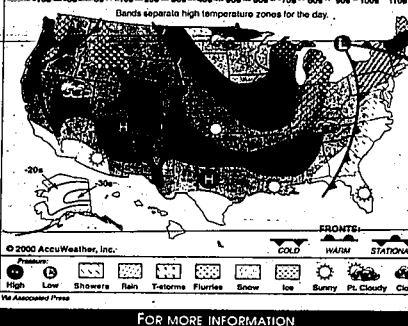 Bands separate high temperature zones for the day.
L
H
H
-20s
-30s
FRONTS:
© 2000 AccuWeather, Inc.
COLD WARM STATIONA
Pressure:
H L
High Low Showers Rain T-storms Flurries Snow Ice Sunny Pt. Cloudy Clo
Via Associated Press
FOR MORE INFORMATION